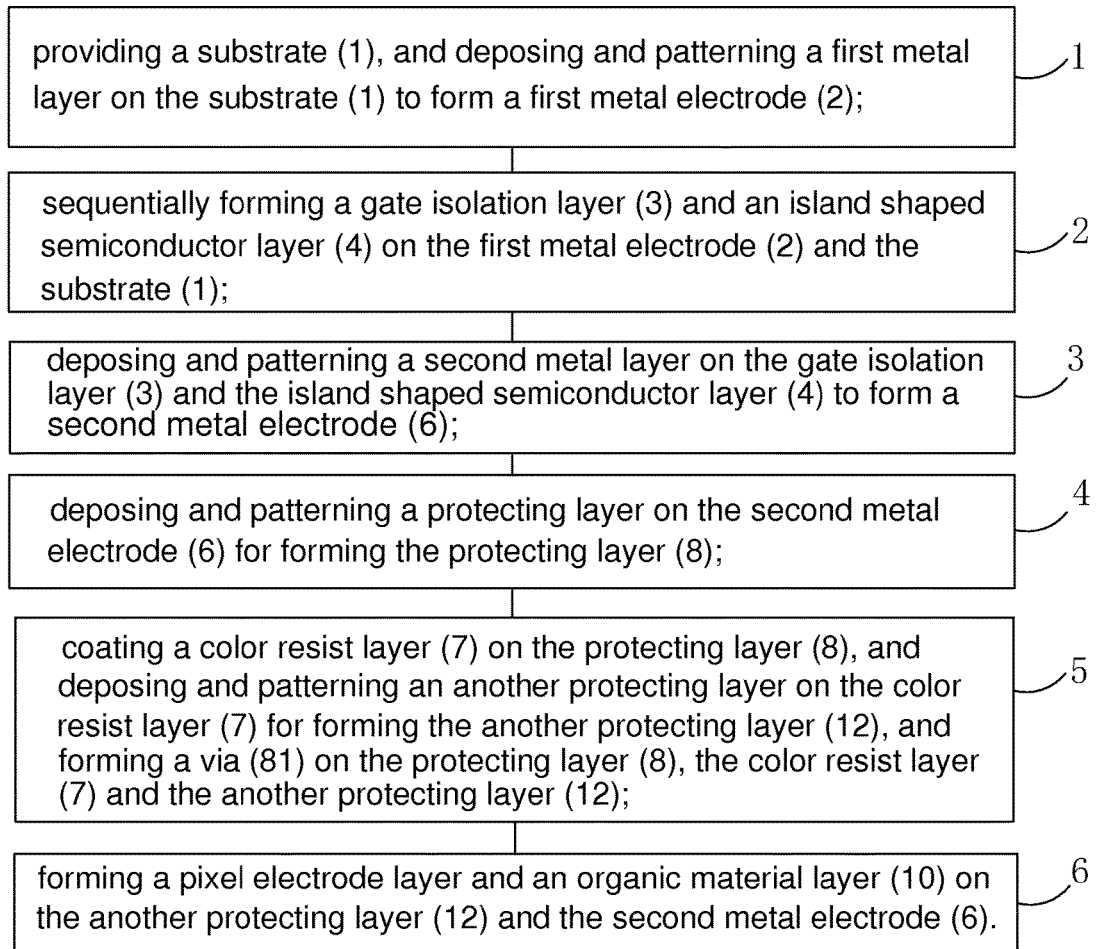 providing a substrate (1), and deposing and patterning a first metal
layer on the substrate (1) to form a first metal electrode (2);
1
sequentially forming a gate isolation layer (3) and an island shaped
semiconductor layer (4) on the first metal electrode (2) and the
substrate (1);
2
deposing and patterning a second metal layer on the gate isolation
layer (3) and the island shaped semiconductor layer (4) to form a
second metal electrode (6);
3
deposing and patterning a protecting layer on the second metal
electrode (6) for forming the protecting layer (8);
4
coating a color resist layer (7) on the protecting layer (8), and
deposing and patterning an another protecting layer on the color
resist layer (7) for forming the another protecting layer (12), and
forming a via (81) on the protecting layer (8), the color resist layer
(7) and the another protecting layer (12);
5
forming a pixel electrode layer and an organic material layer (10) on
the another protecting layer (12) and the second metal electrode (6).
6